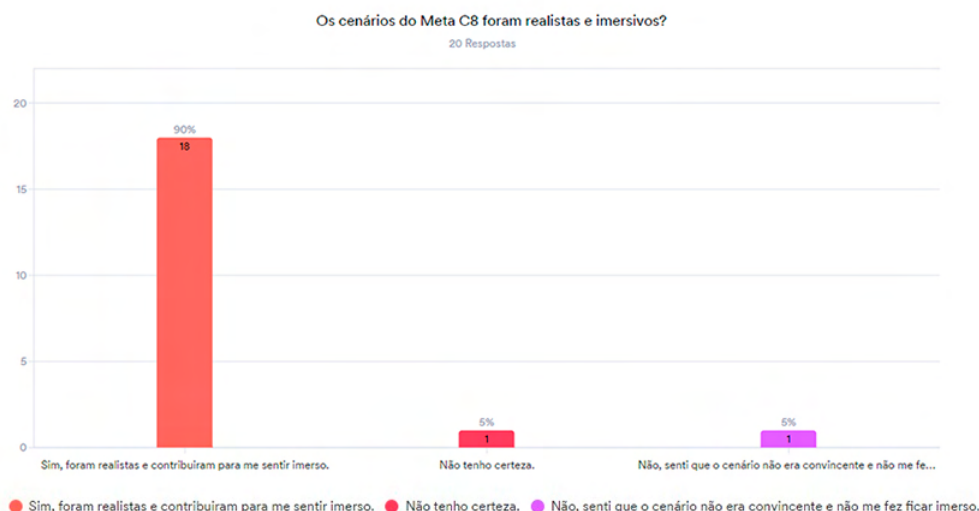 Os cenários do Meta C8 foram realistas e imersivos?
20 Respostas
20
15
10
5
0
90%
18
5%
1
5%
1
Sim, foram realistas e contribuiram para me sentir imerso.
Não tenho certeza.
Não, senti que o cenário não era convincente e não me fe...
Sim, foram realistas e contribuiram para me sentir imerso.
Não tenho certeza.
Não, senti que o cenário não era convincente e não me fez ficar imerso.